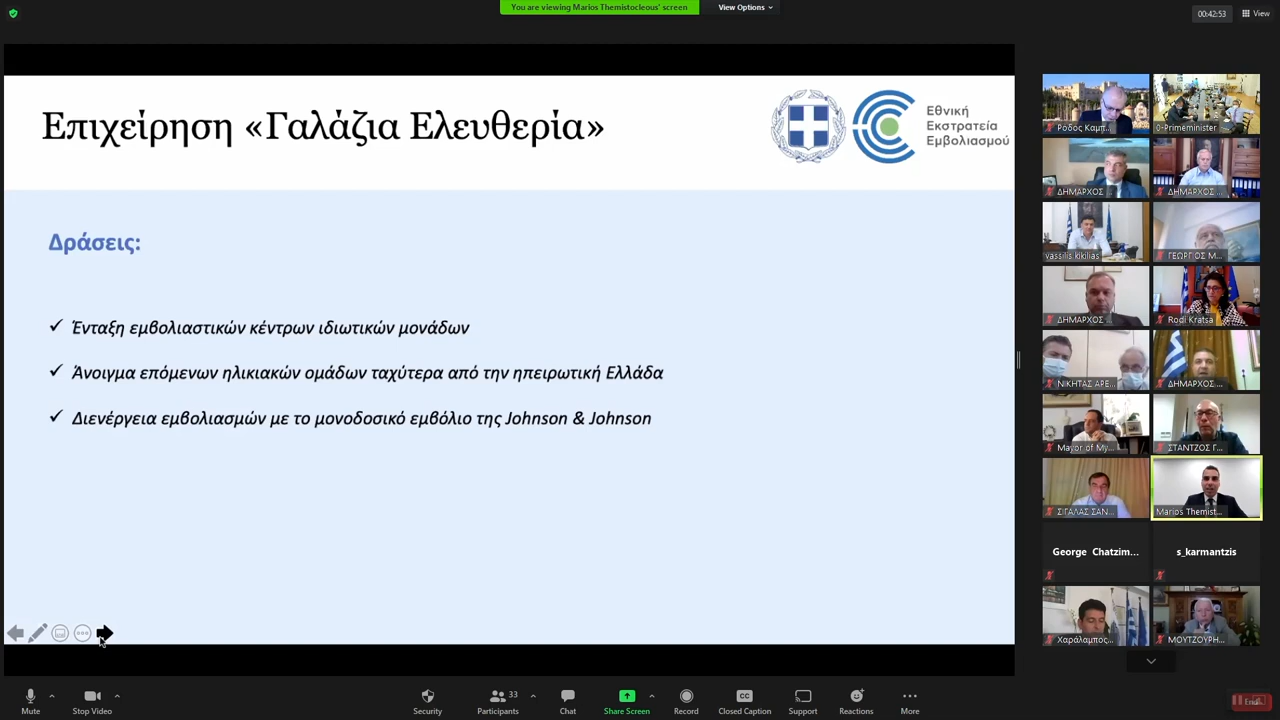 You are viewing Marios Themistocleous' screen
View Options
00:42:53
View
Επιχείρηση «Γαλάζια Ελευθερία»
Εθνική
Εκστρατεία
Εμβολιασμού
Δράσεις:
✓ Ένταξη εμβολιαστικών κέντρων ιδιωτικών μονάδων
✓ Άνοιγμα επόμενων ηλικιακών ομάδων ταχύτερα από την ηπειρωτική Ελλάδα
✓ Διενέργεια εμβολιασμών με το μονοδοσικό εμβόλιο της Johnson & Johnson
Ρόδος Καμπ...
0-Primeminister
ΔΗΜΑΡΧΟΣ ...
ΔΗΜΑΡΧΟΣ ...
vassilis kikilias
ΓΕΩΡΓΙΟΣ Μ...
ΔΗΜΑΡΧΟΣ ...
Rodi Kratsa
ΝΙΚΗΤΑΣ ΑΡΕ...
ΔΗΜΑΡΧΟΣ ...
Mayor of My...
ΣΤΑΝΤΖΟΣ Γ...
ΣΙΓΑΛΑΣ ΣΑΝ...
Marios Themist...
George Chatzim...
s_karmantzis
Χαράλαμπος...
ΜΟΥΤΖΟΥΡΗ...
Mute
Stop Video
Security
Participants
33
Chat
Share Screen
Record
Closed Caption
Support
Reactions
More
End